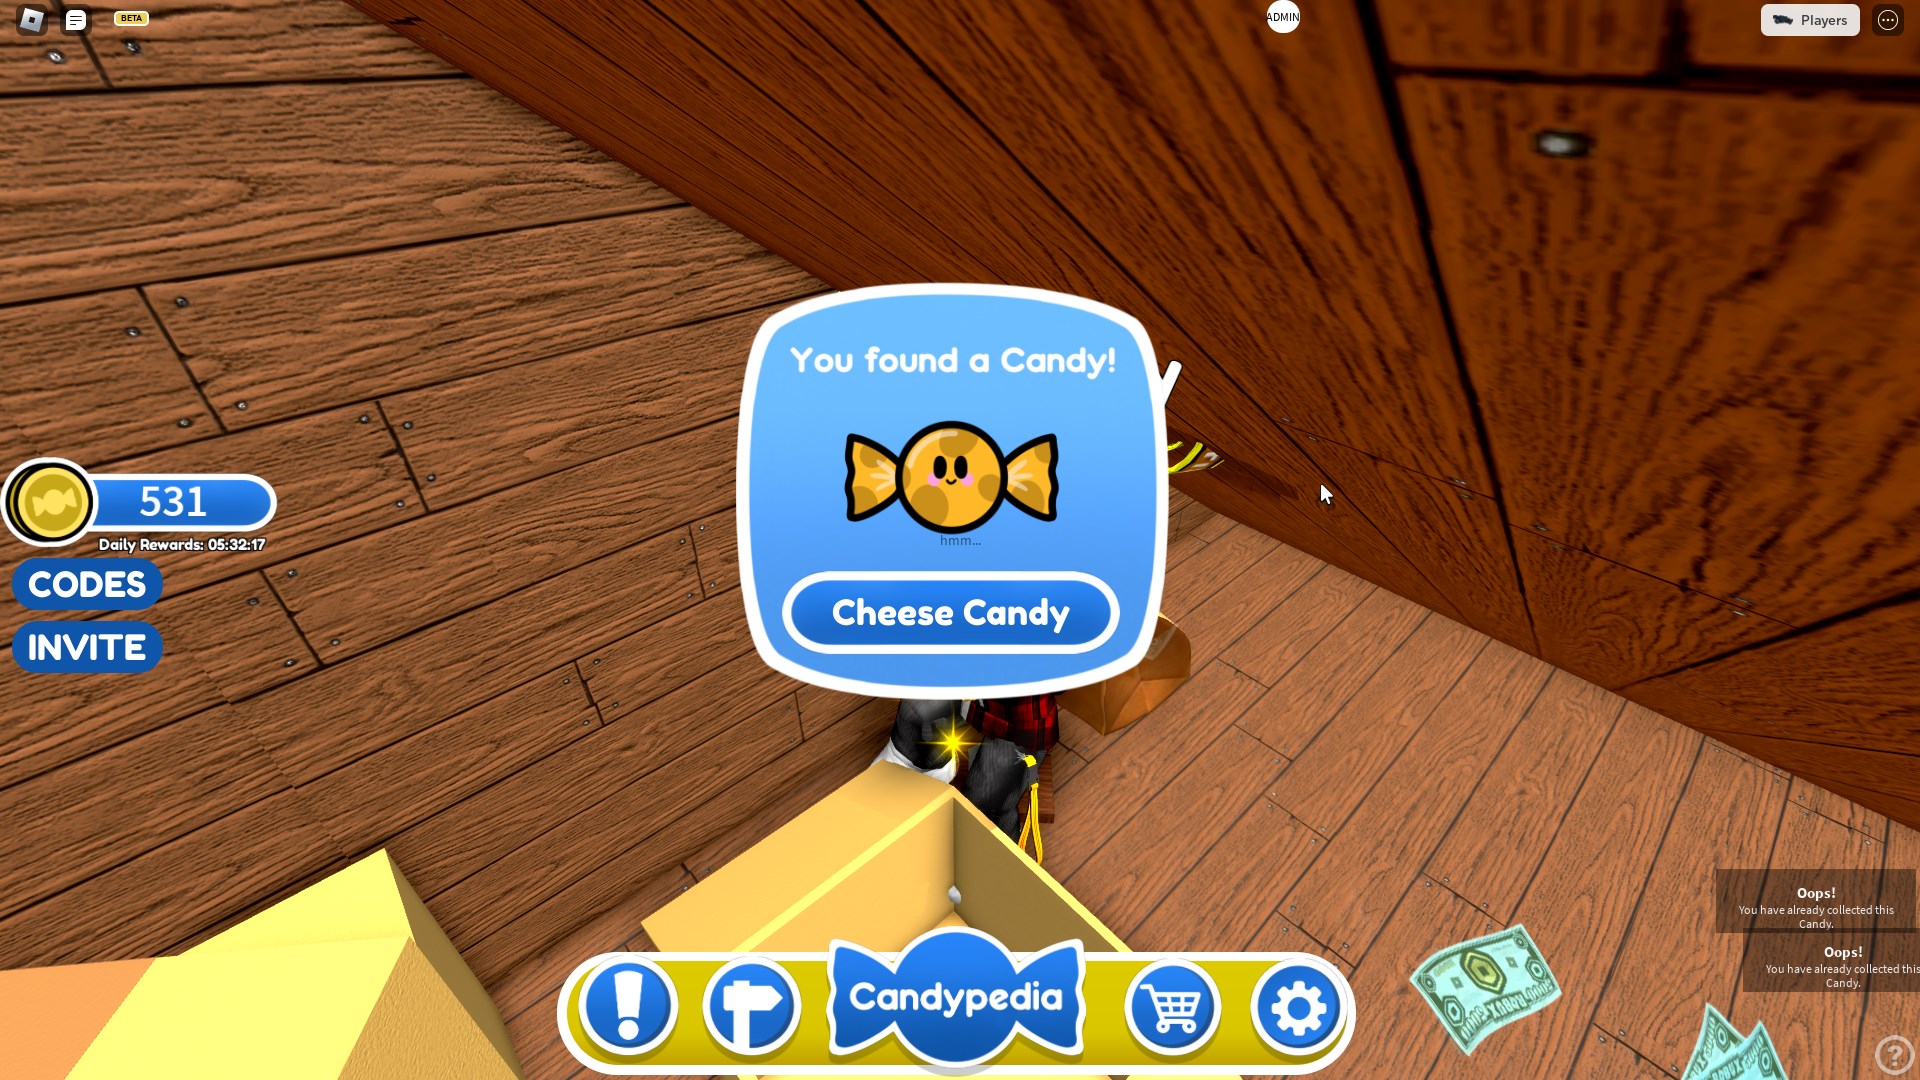 BETA
ADMIN
Players
You found a Candy!
hmm...
Cheese Candy
531
Daily Rewards: 05:32:17
CODES
INVITE
Oops!
You have already collected this
Candy.
Oops!
You have already collected this
Candy.
Candypedia
?